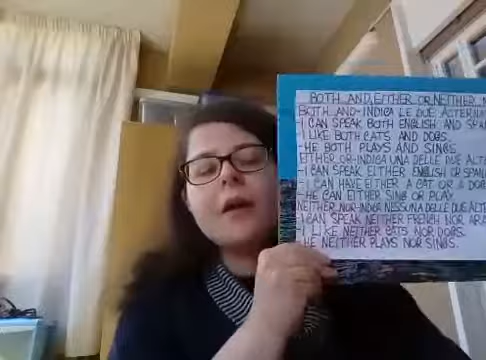 BOTH AND, EITHER OR, NEITHER N
BOTH AND-INDICA LE DUE ALTERNA
-I CAN SPEAK BOTH ENGLISH AND SPAN
-I LIKE BOTH CATS AND DOGS.
-HE BOTH PLAYS AND SINGS.
EITHER OR-INDICA UNA DELLE DUE ALTE
-I CAN SPEAK EITHER ENGLISH OR SPAN
-I CAN HAVE EITHER A CAT OR A DOG
-HE CAN EITHER SING OR PLAY
NEITHER NOR-INDICA NESSUNA DELLE DUE ALT
-I CAN SPEAK NEITHER FRENCH NOR ARA
-I LIKE NEITHER CATS NOR DOGS.
-HE NEITHER PLAYS NOR SINGS.